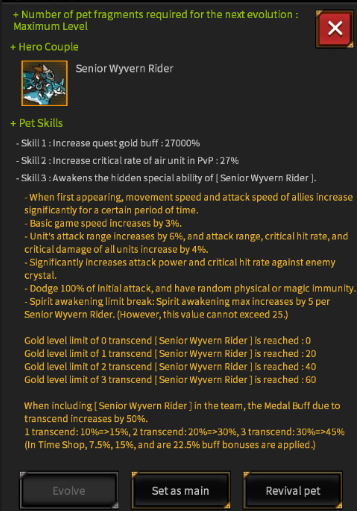 + Number of pet fragments required for the next evolution :
Maximum Level
+ Hero Couple
Senior Wyvern Rider
+ Pet Skills
- Skill 1 : Increase quest gold buff : 27000%
- Skill 2 : Increase critical rate of air unit in PvP : 27%
- Skill 3 : Awakens the hidden special ability of [ Senior Wyvern Rider ].
- When first appearing, movement speed and attack speed of allies increase
significantly for a certain period of time.
- Basic game speed increases by 3%.
- Unit's attack range increases by 6%, and attack range, critical hit rate, and
critical damage of all units increase by 4%.
- Significantly increases attack power and critical hit rate against enemy
crystal.
- Dodge 100% of initial attack, and have random physical or magic immunity.
- Spirit awakening limit break: Spirit awakening max increases by 5 per
Senior Wyvern Rider. (However, this value cannot exceed 25.)
Gold level limit of 0 transcend [ Senior Wyvern Rider ] is reached : 0
Gold level limit of 1 transcend [ Senior Wyvern Rider ] is reached : 20
Gold level limit of 2 transcend [ Senior Wyvern Rider ] is reached : 40
Gold level limit of 3 transcend [ Senior Wyvern Rider ] is reached : 60
When including [ Senior Wyvern Rider ] in the team, the Medal Buff due to
transcend increases by 50%.
1 transcend: 10%=>15%, 2 transcend: 20%=>30%, 3 transcend: 30%=>45%
(In Time Shop, 7.5%, 15%, and are 22.5% buff bonuses are applied.)
Evolve
Set as main
Revival pet